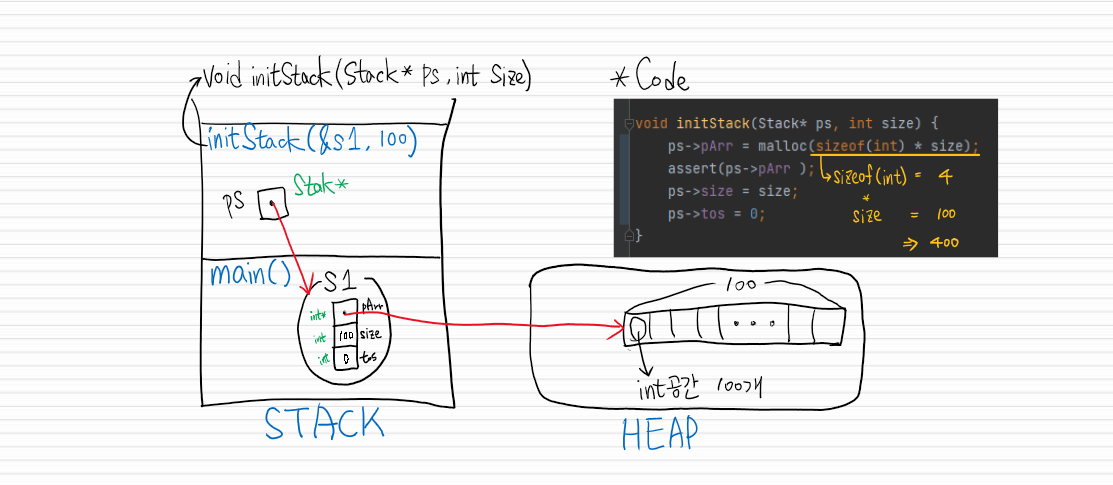 void initStack(Stack* ps, int size)
initStack(&s1, 100)
ps
Stak*
main()
S1
int*
pArr
int
100
size
int
0
tos
STACK
*Code
void initStack(Stack* ps, int size) {
ps->pArr = malloc(sizeof(int) * size);
assert(ps->pArr );
ps->size = size;
ps->tos = 0;
}
sizeof(int) = 4
*
size = 100
⇒ 400
100
int공간 100개
HEAP